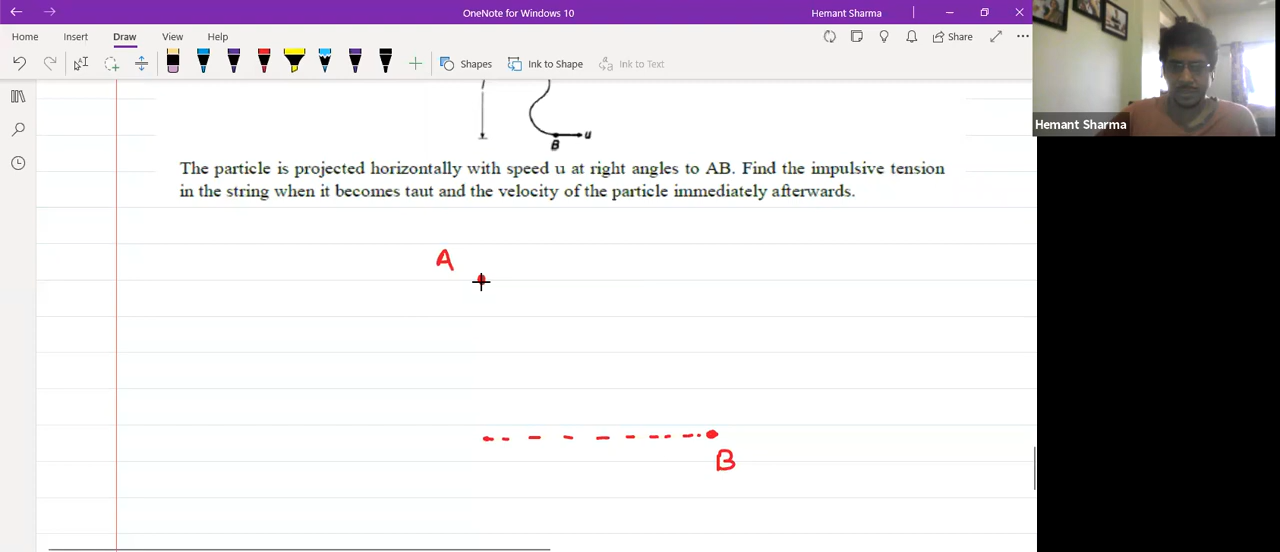 OneNote for Windows 10
Hemant Sharma
Home Insert Draw View Help
Share
Shapes
Ink to Shape
Ink to Text
Hemant Sharma
u
B
The particle is projected horizontally with speed u at right angles to AB. Find the impulsive tension
in the string when it becomes taut and the velocity of the particle immediately afterwards.
A
B